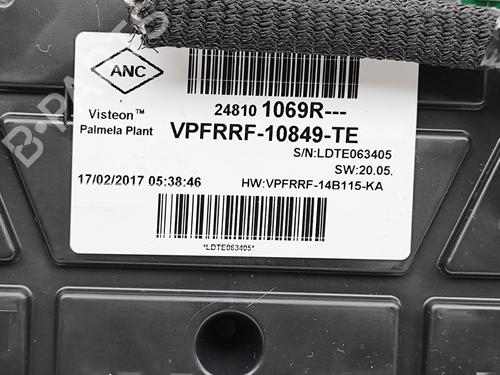 ANC
Visteon™
Palmela Plant
24810 1069R---
VPFRRF-10849-TE
S/N:LDTE063405
SW:20.05.
17/02/2017 05:38:46
HW:VPFRRF-14B115-KA
*LDTE063405*
B-PARTS